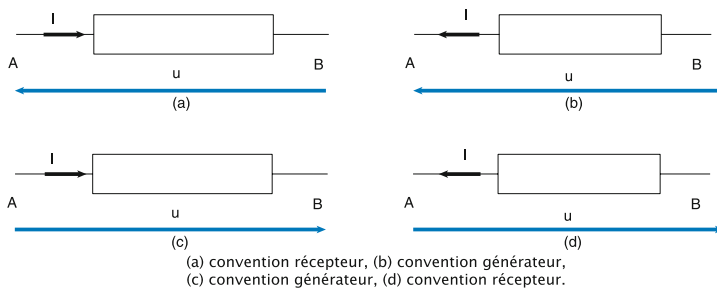 I
I
A
B
A
B
u
u
(a)
(b)
I
I
A
B
A
B
u
u
(c)
(d)
(a) convention récepteur, (b) convention générateur,
(c) convention générateur, (d) convention récepteur.